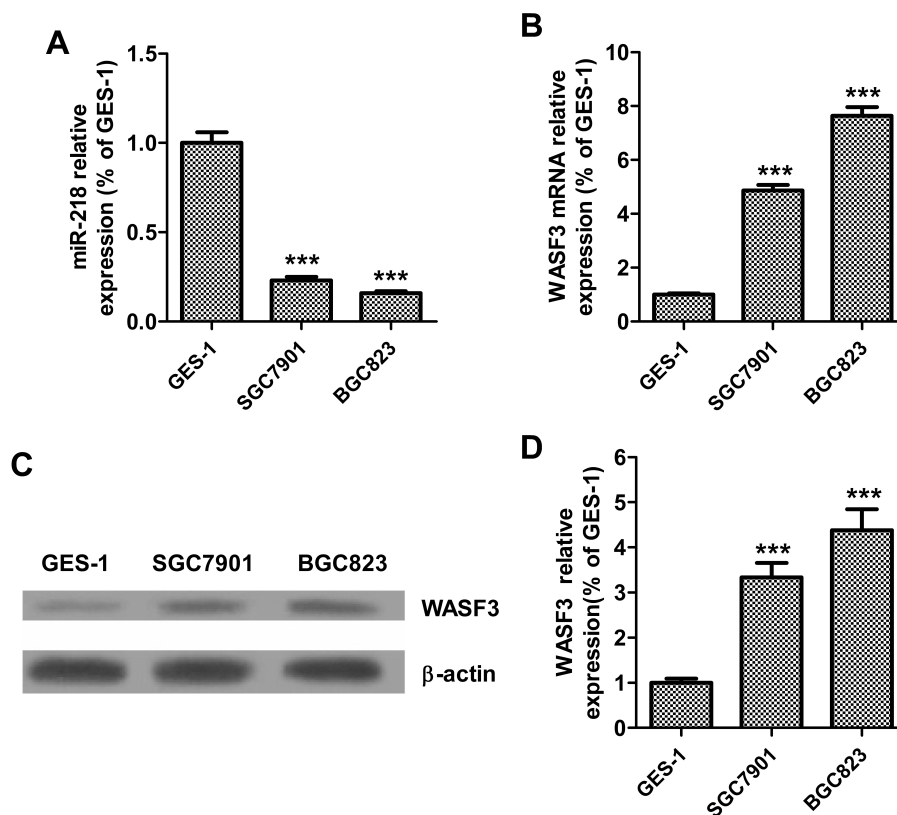 A
miR-218 relative
expression (% of GES-1)
1.5
1.0
0.5
0.0
***
***
GES-1
SGC7901
BGC823
B
WASF3 mRNA relative
expression (% of GES-1)
10
8
6
4
2
0
***
***
GES-1
SGC7901
BGC823
C
GES-1 SGC7901 BGC823
WASF3
β-actin
D
WASF3 relative
expression(% of GES-1)
6
5
4
3
2
1
0
***
***
GES-1
SGC7901
BGC823